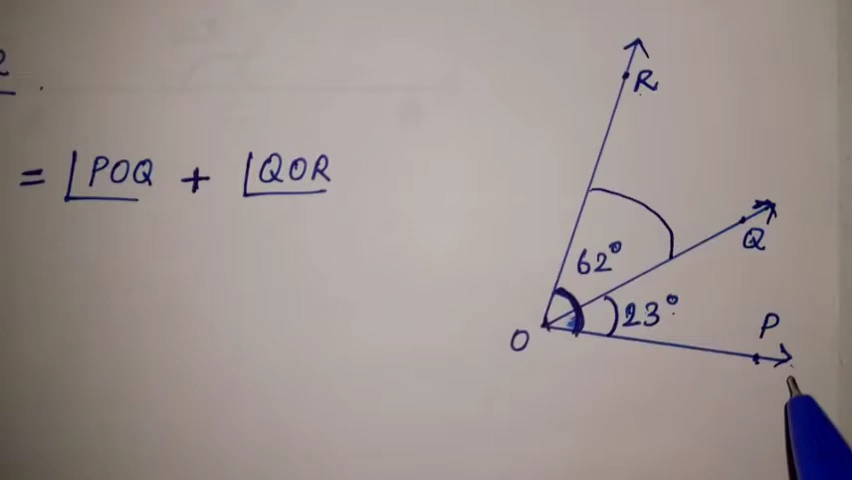 R
= ∠POQ + ∠QOR
R
Q
62°
23°
P
O